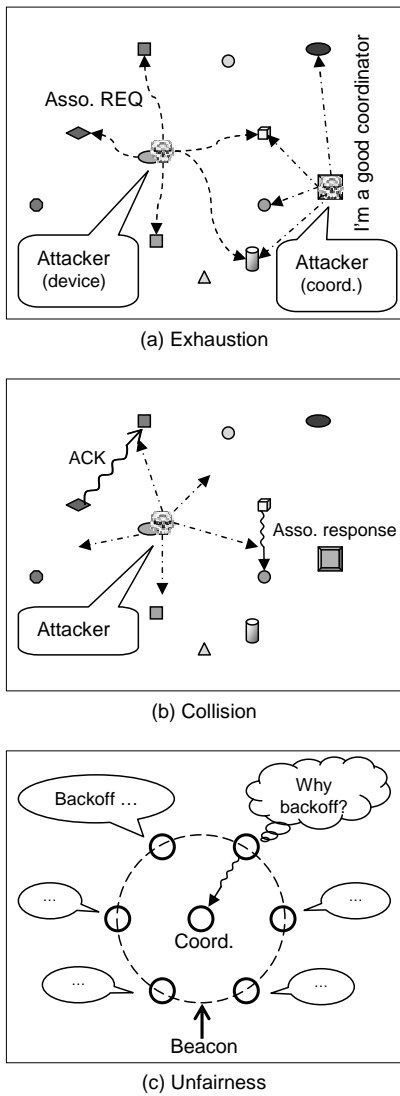 Asso. REQ
I'm a good coordinator
Attacker
(device)
Attacker
(coord.)
(a) Exhaustion
ACK
Asso. response
Attacker
(b) Collision
Backoff …
Why
backoff?
…
…
Coord.
…
…
Beacon
(c) Unfairness